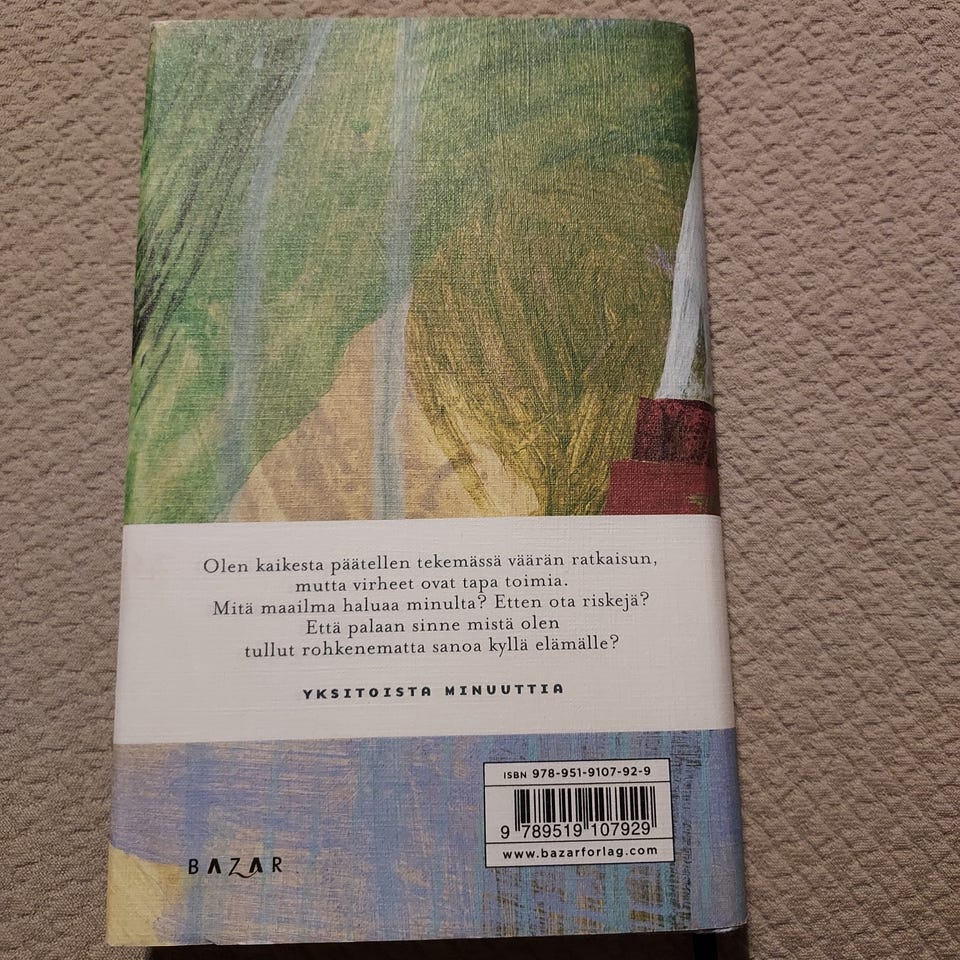 Olen kaikesta päätellen tekemässä väärän ratkaisun,
mutta virheet ovat tapa toimia.
Mitä maailma haluaa minulta? Etten ota riskejä?
Että palaan sinne mistä olen
tullut rohkenematta sanoa kyllä elämälle?
YKSITOISTA MINUUTTIA
ISBN 978-951-9107-92-9
9 789519 107929
www.bazarforlag.com
BAZAR